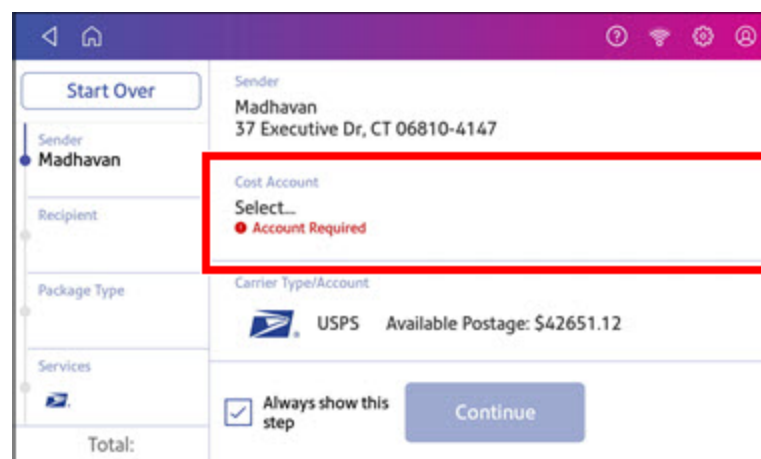 Start Over
Sender
Madhavan
Recipient
Package Type
Services
Total:
Sender
Madhavan
37 Executive Dr, CT 06810-4147
Cost Account
Select...
Account Required
Carrier Type/Account
USPS Available Postage: $42651.12
Always show this
step
Continue